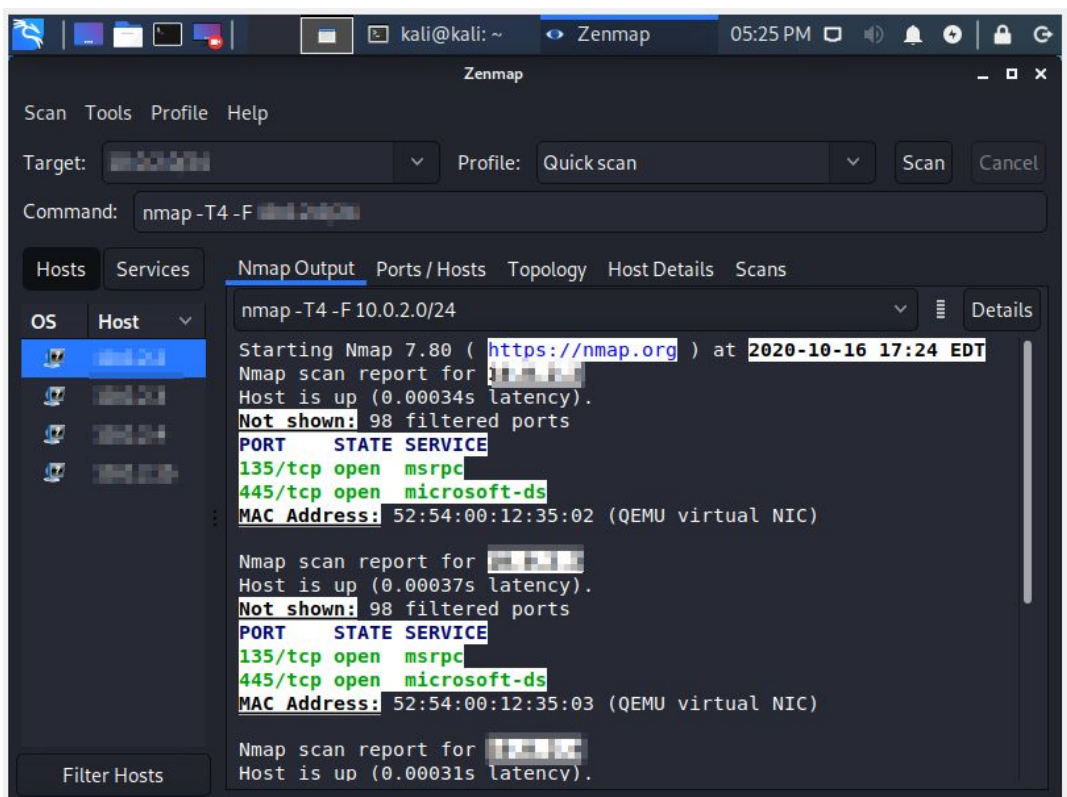 kali@kali: ~ Zenmap 05:25 PM
Zenmap
Scan Tools Profile Help
Target: Profile: Quick scan Scan Cancel
Command: nmap -T4 -F
Hosts Services Nmap Output Ports / Hosts Topology Host Details Scans
nmap -T4 -F 10.0.2.0/24 Details
OS Host
Starting Nmap 7.80 ( https://nmap.org ) at 2020-10-16 17:24 EDT
Nmap scan report for
Host is up (0.00034s latency).
Not shown: 98 filtered ports
PORT STATE SERVICE
135/tcp open msrpc
445/tcp open microsoft-ds
MAC Address: 52:54:00:12:35:02 (QEMU virtual NIC)
Nmap scan report for
Host is up (0.00037s latency).
Not shown: 98 filtered ports
PORT STATE SERVICE
135/tcp open msrpc
445/tcp open microsoft-ds
MAC Address: 52:54:00:12:35:03 (QEMU virtual NIC)
Nmap scan report for
Host is up (0.00031s latency).
Filter Hosts